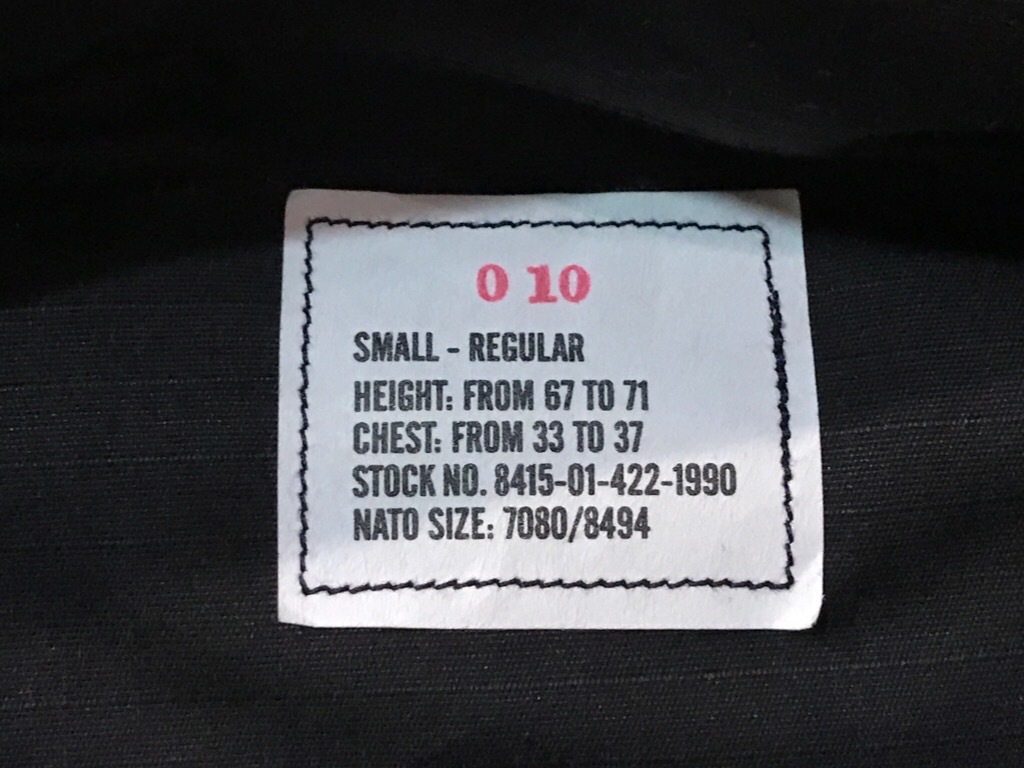 0 10
SMALL - REGULAR
HEIGHT: FROM 67 TO 71
CHEST: FROM 33 TO 37
STOCK NO. 8415-01-422-1990
NATO SIZE: 7080/8494